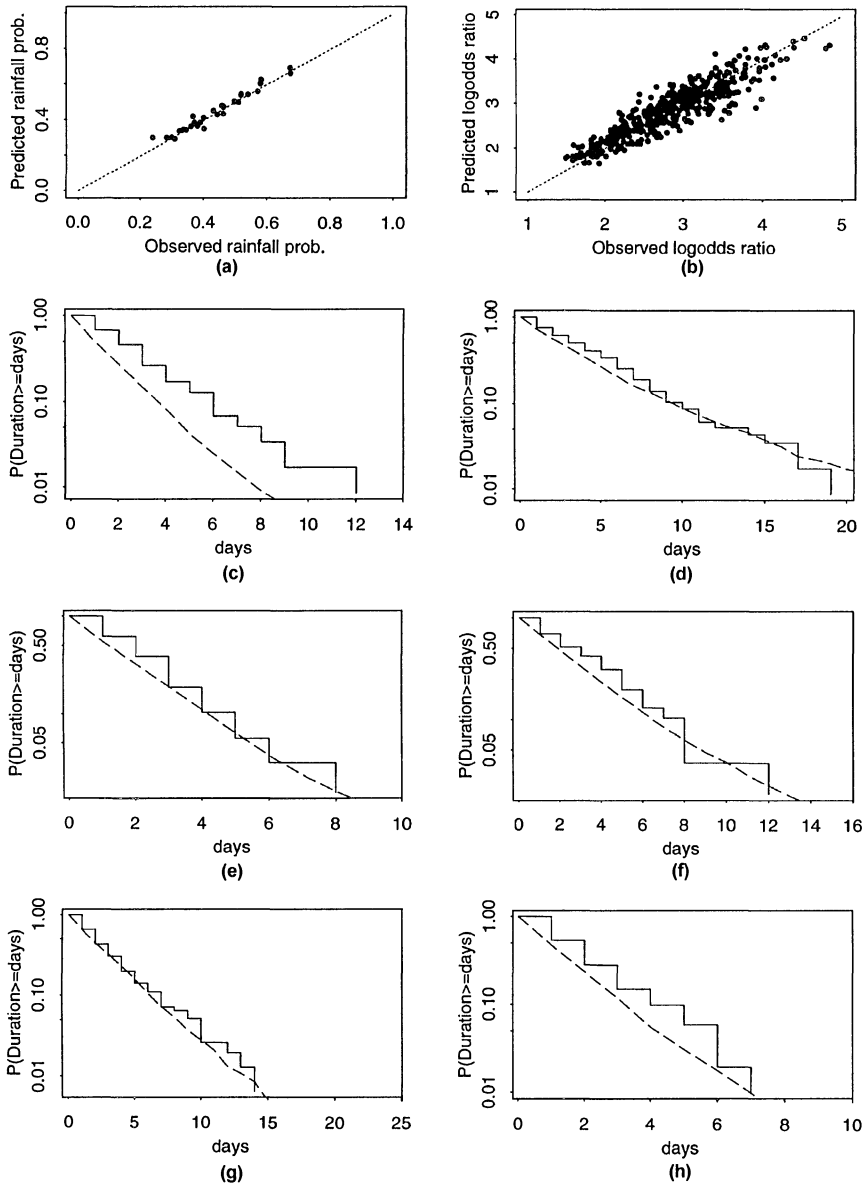 Predicted rainfall prob.
0.8
0.4
0.0
0.0 0.2 0.4 0.6 0.8 1.0
Observed rainfall prob.
(a)
Predicted logodds ratio
5
4
3
2
1
1 2 3 4 5
Observed logodds ratio
(b)
P(Duration>=days)
1.00
0.10
0.01
0 2 4 6 8 10 12 14
days
(c)
P(Duration>=days)
1.00
0.10
0.01
0 5 10 15 20
days
(d)
P(Duration>=days)
0.50
0.05
0 2 4 6 8 10
days
(e)
P(Duration>=days)
0.50
0.05
0 2 4 6 8 10 12 14 16
days
(f)
P(Duration>=days)
1.00
0.10
0.01
0 5 10 15 20 25
days
(g)
P(Duration>=days)
1.00
0.10
0.01
0 2 4 6 8 10
days
(h)